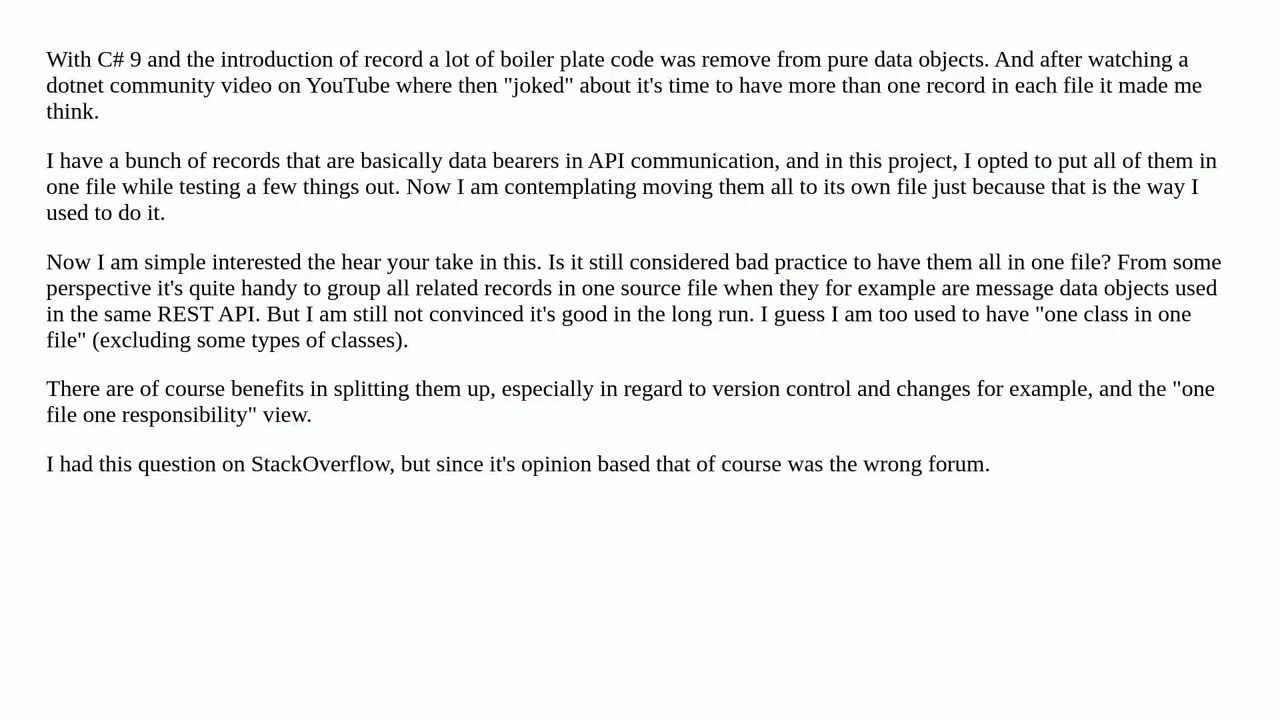 With C# 9 and the introduction of record a lot of boiler plate code was remove from pure data objects. And after watching a
dotnet community video on YouTube where then "joked" about it's time to have more than one record in each file it made me
think.
I have a bunch of records that are basically data bearers in API communication, and in this project, I opted to put all of them in
one file while testing a few things out. Now I am contemplating moving them all to its own file just because that is the way I
used to do it.
Now I am simple interested the hear your take in this. Is it still considered bad practice to have them all in one file? From some
perspective it's quite handy to group all related records in one source file when they for example are message data objects used
in the same REST API. But I am still not convinced it's good in the long run. I guess I am too used to have "one class in one
file" (excluding some types of classes).
There are of course benefits in splitting them up, especially in regard to version control and changes for example, and the "one
file one responsibility" view.
I had this question on StackOverflow, but since it's opinion based that of course was the wrong forum.